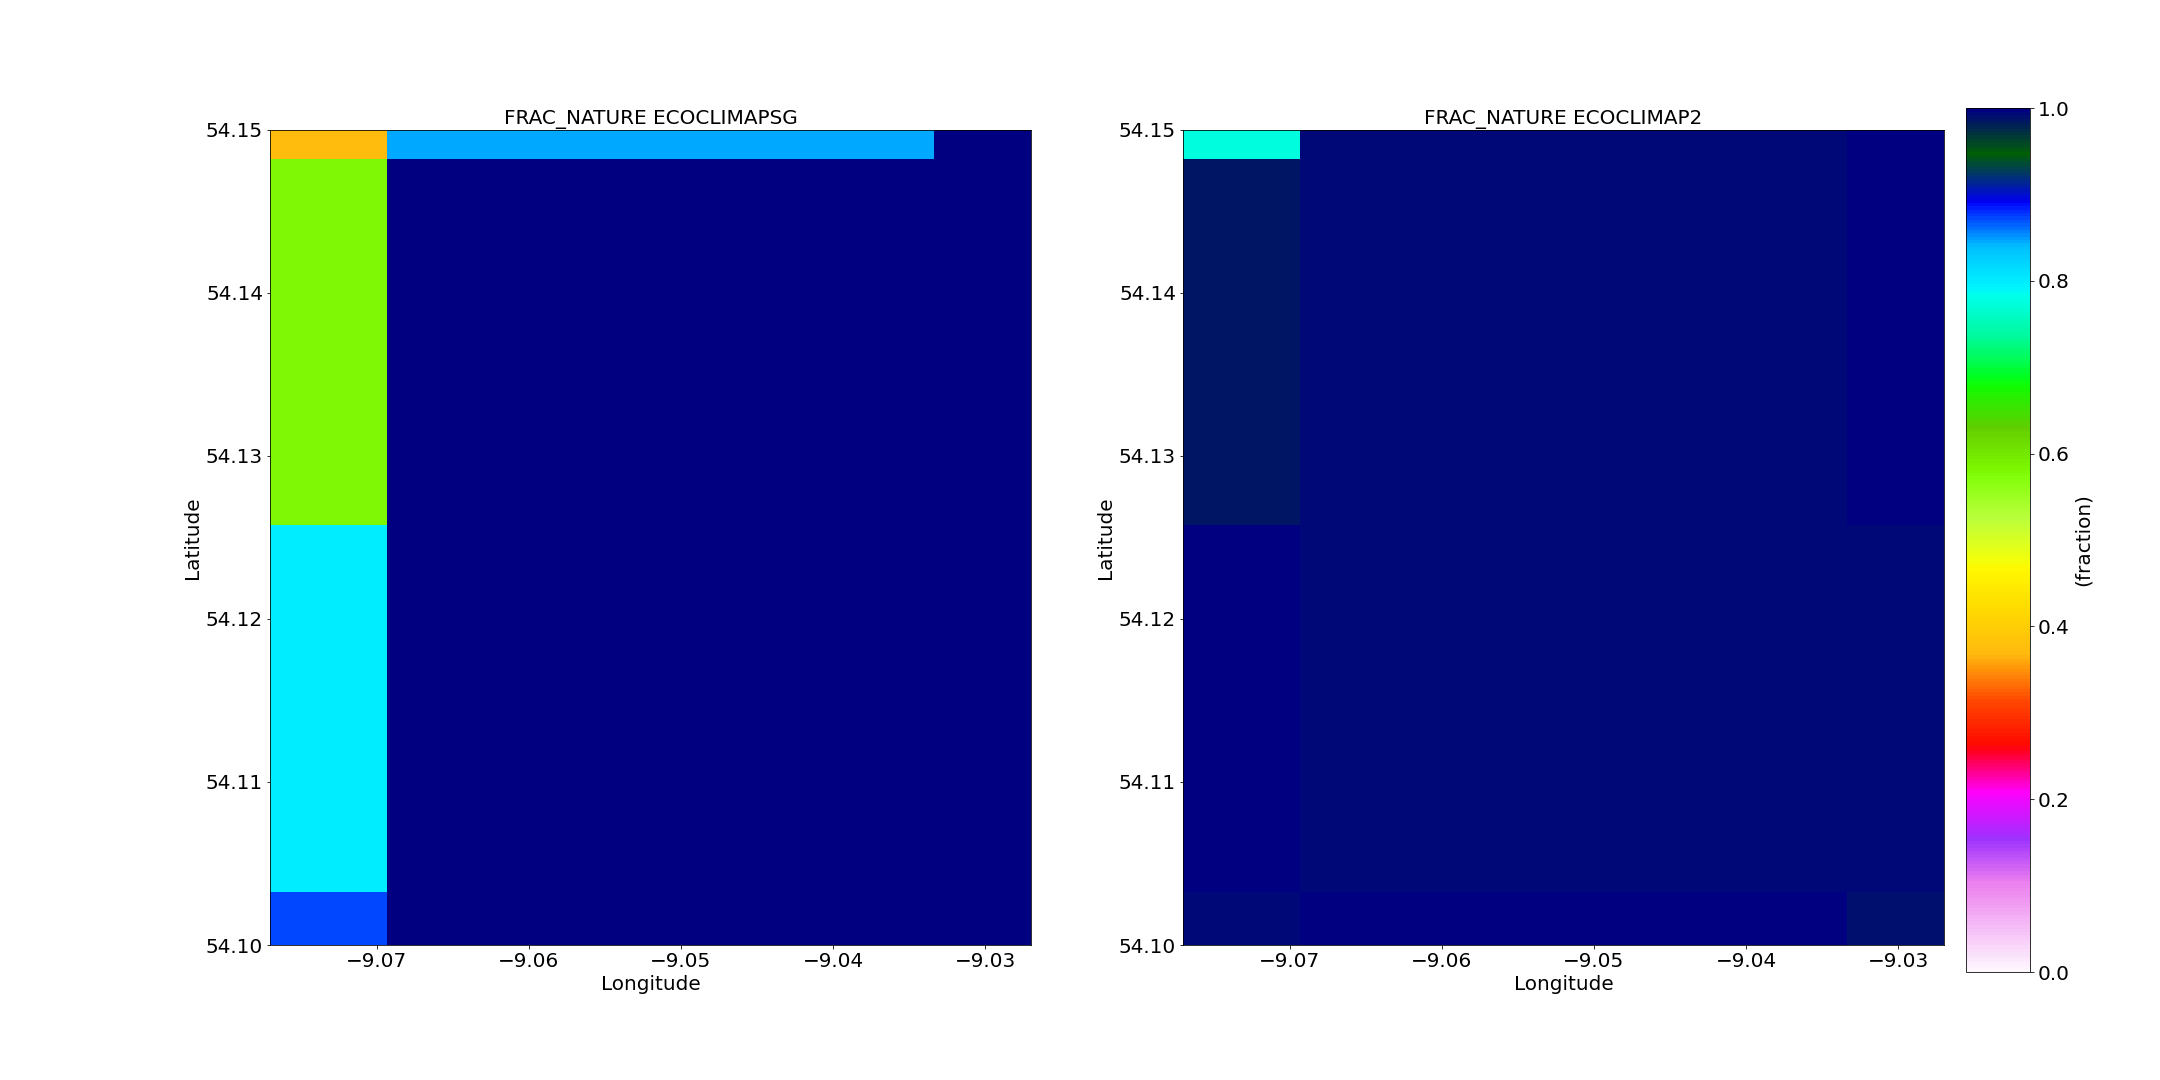 FRAC_NATURE ECOCLIMAPSG
54.15
54.14
54.13
54.12
54.11
54.10
Latitude
−9.07 −9.06 −9.05 −9.04 −9.03
Longitude
FRAC_NATURE ECOCLIMAP2
54.15
54.14
54.13
54.12
54.11
54.10
Latitude
−9.07 −9.06 −9.05 −9.04 −9.03
Longitude
1.0
0.8
0.6
0.4
0.2
0.0
(fraction)